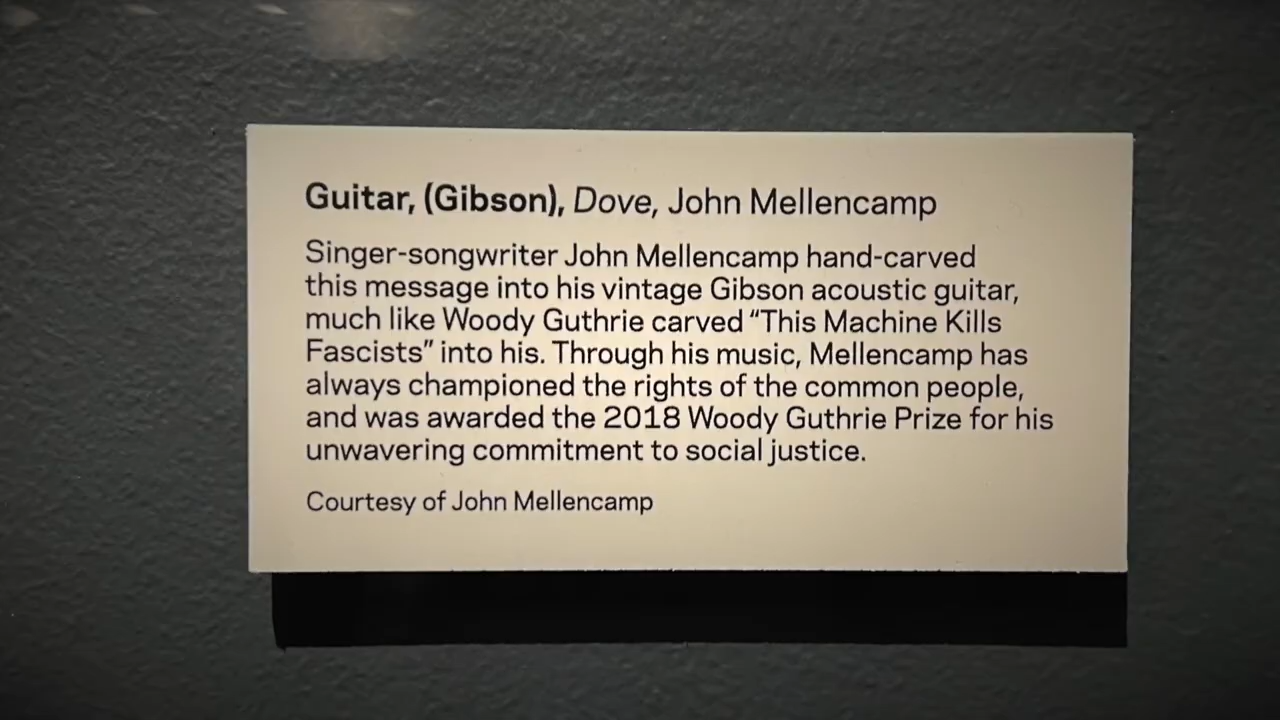 Guitar, (Gibson), Dove, John Mellencamp
Singer-songwriter John Mellencamp hand-carved
this message into his vintage Gibson acoustic guitar,
much like Woody Guthrie carved “This Machine Kills
Fascists” into his. Through his music, Mellencamp has
always championed the rights of the common people,
and was awarded the 2018 Woody Guthrie Prize for his
unwavering commitment to social justice.
Courtesy of John Mellencamp